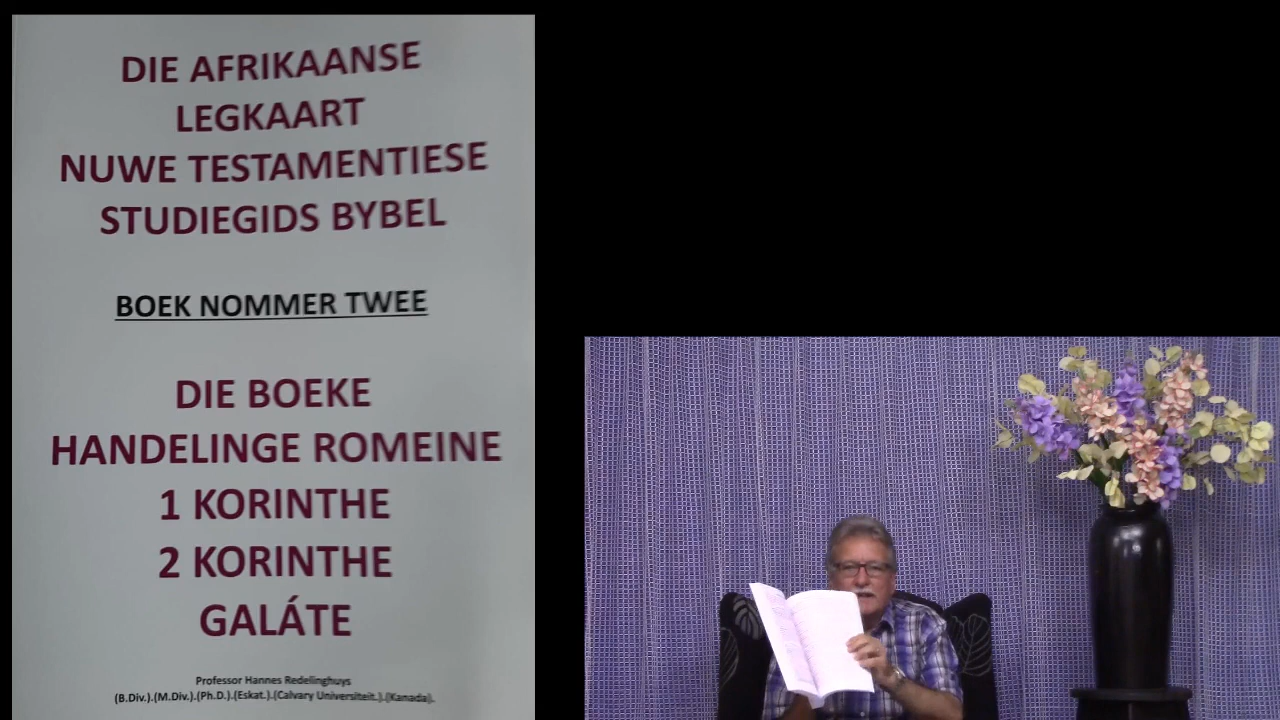 DIE AFRIKAANSE
LEGKAART
NUWE TESTAMENTIESE
STUDIEGIDS BYBEL
BOEK NOMMER TWEE
DIE BOEKE
HANDELINGE ROMEINE
1 KORINTHE
2 KORINTHE
GALÁTE
Professor Hannes Redelinghuys
(B.Div.).(M.Div.).(Ph.D.).(Eskat.).(Calvary Universiteit.).(Kanada).